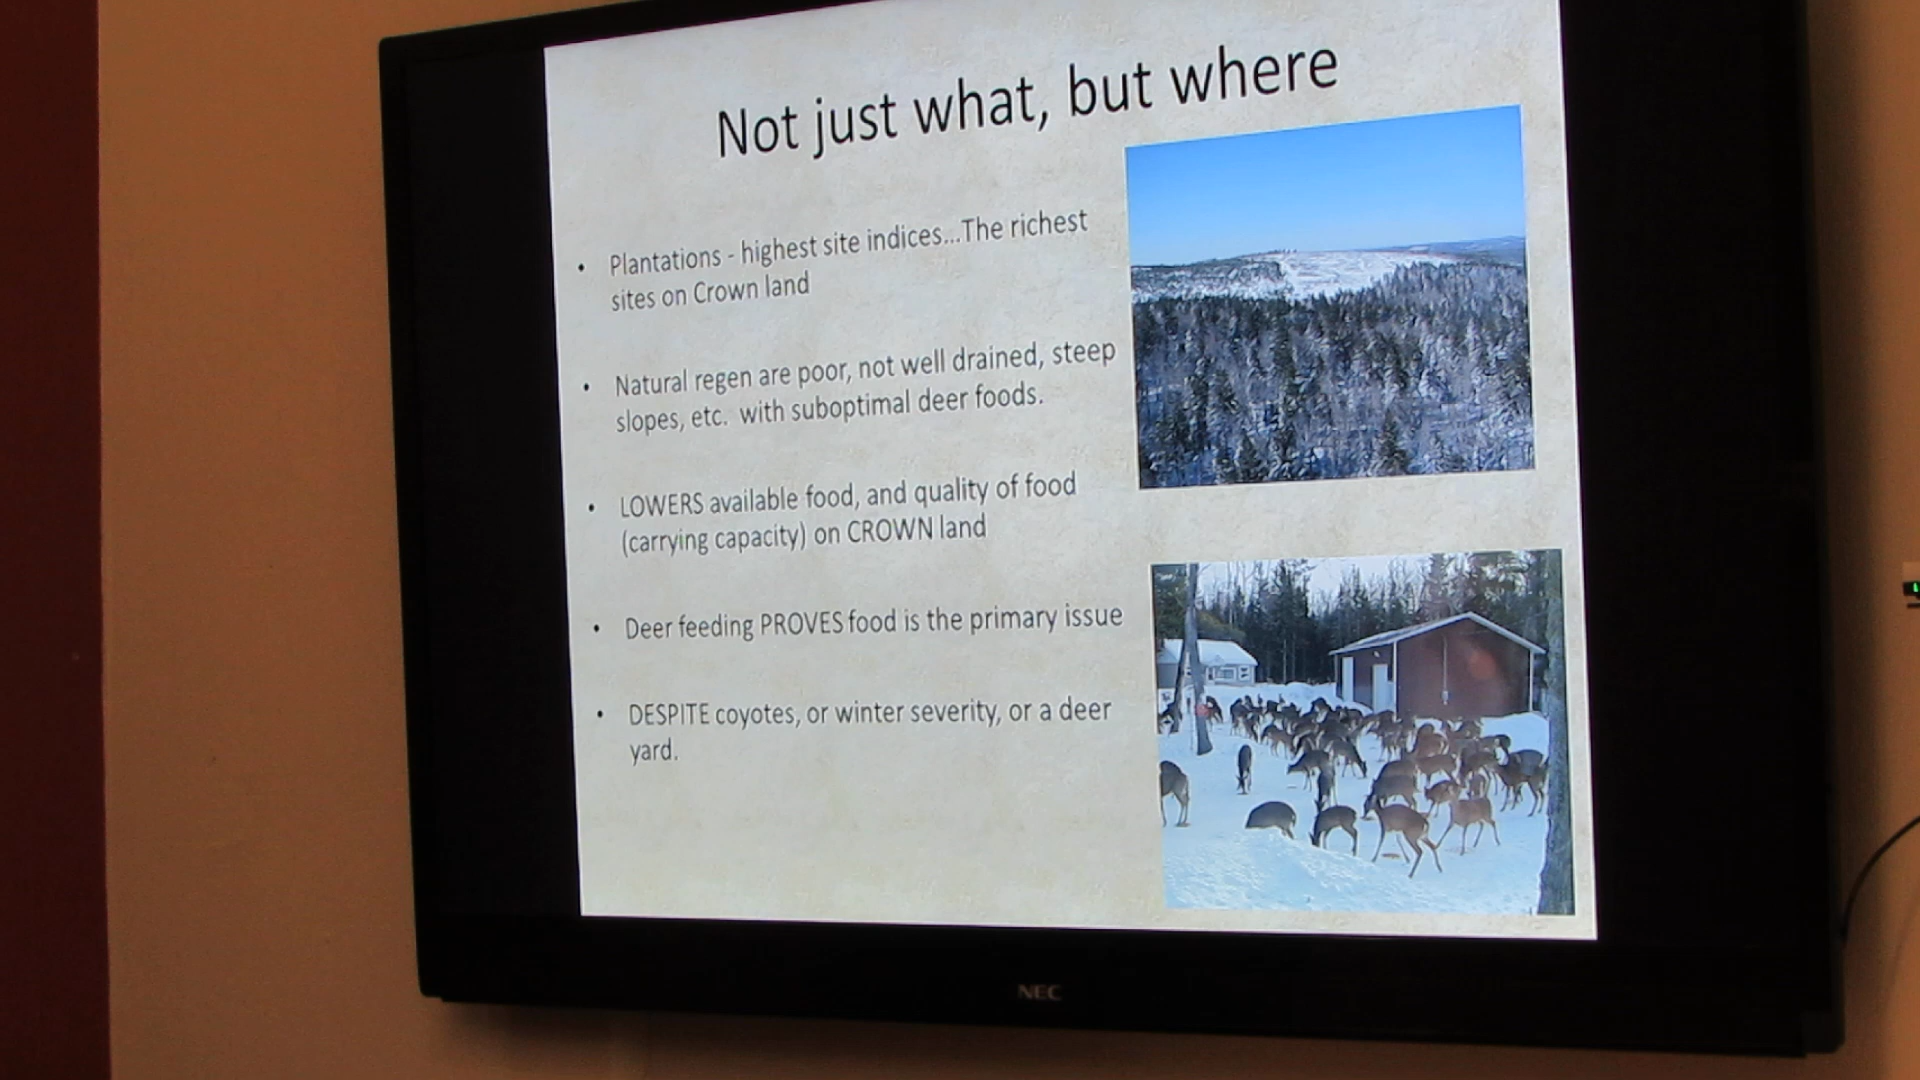 Not just what, but where
• Plantations - highest site indices...The richest
sites on Crown land
• Natural regen are poor, not well drained, steep
slopes, etc.  with suboptimal deer foods.
• LOWERS available food, and quality of food
(carrying capacity) on CROWN land
• Deer feeding PROVES food is the primary issue
• DESPITE coyotes, or winter severity, or a deer
yard.
NEC